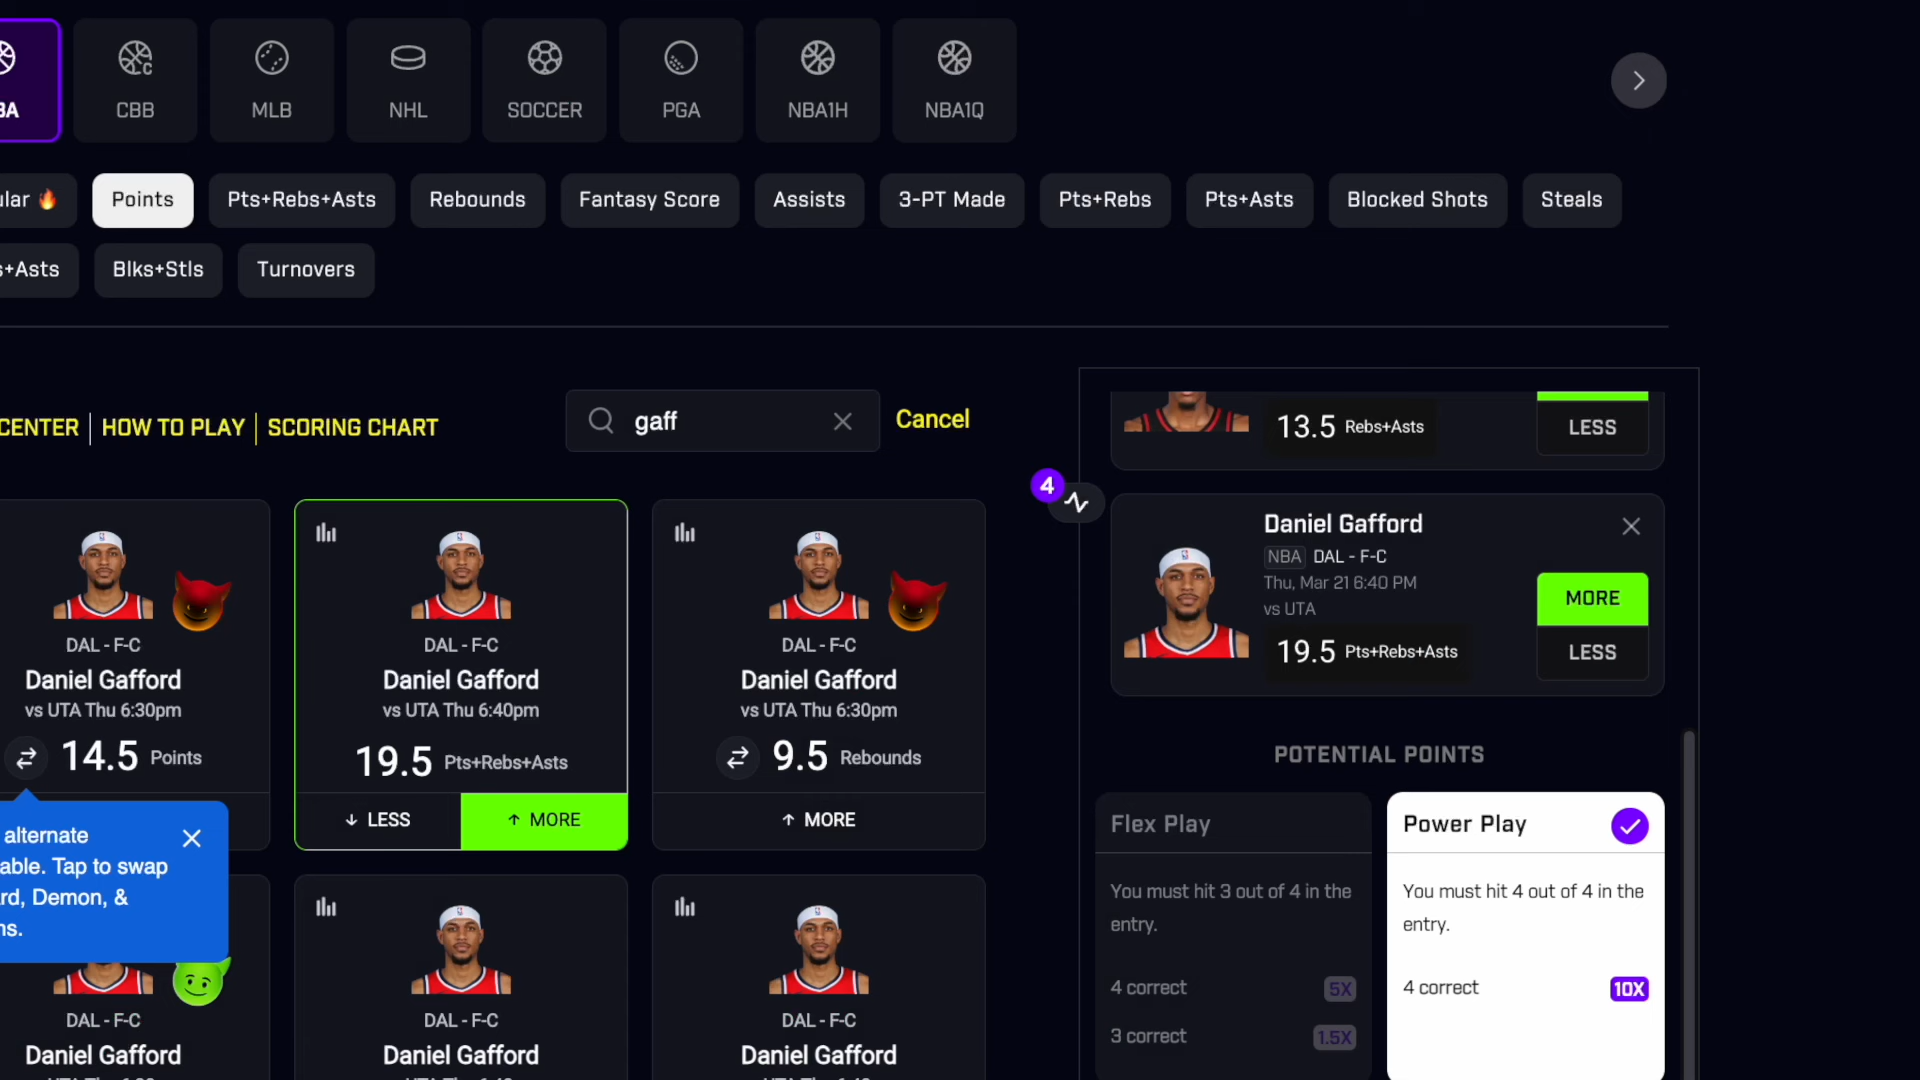 BA
CBB
MLB
NHL
SOCCER
PGA
NBA1H
NBA1Q
ular
Points
Pts+Rebs+Asts
Rebounds
Fantasy Score
Assists
3-PT Made
Pts+Rebs
Pts+Asts
Blocked Shots
Steals
s+Asts
Blks+Stls
Turnovers
CENTER
HOW TO PLAY
SCORING CHART
gaff
Cancel
DAL - F-C
Daniel Gafford
vs UTA Thu 6:30pm
14.5 Points
alternate
able. Tap to swap
rd, Demon, &
ns.
DAL - F-C
Daniel Gafford
vs UTA Thu 6:40pm
19.5 Pts+Rebs+Asts
LESS
MORE
DAL - F-C
Daniel Gafford
vs UTA Thu 6:30pm
9.5 Rebounds
MORE
DAL - F-C
Daniel Gafford
DAL - F-C
Daniel Gafford
DAL - F-C
Daniel Gafford
13.5 Rebs+Asts
LESS
4
Daniel Gafford
NBA DAL - F-C
Thu, Mar 21 6:40 PM
vs UTA
19.5 Pts+Rebs+Asts
MORE
LESS
POTENTIAL POINTS
Flex Play
You must hit 3 out of 4 in the
entry.
4 correct 5X
3 correct 1.5X
Power Play
You must hit 4 out of 4 in the
entry.
4 correct 10X